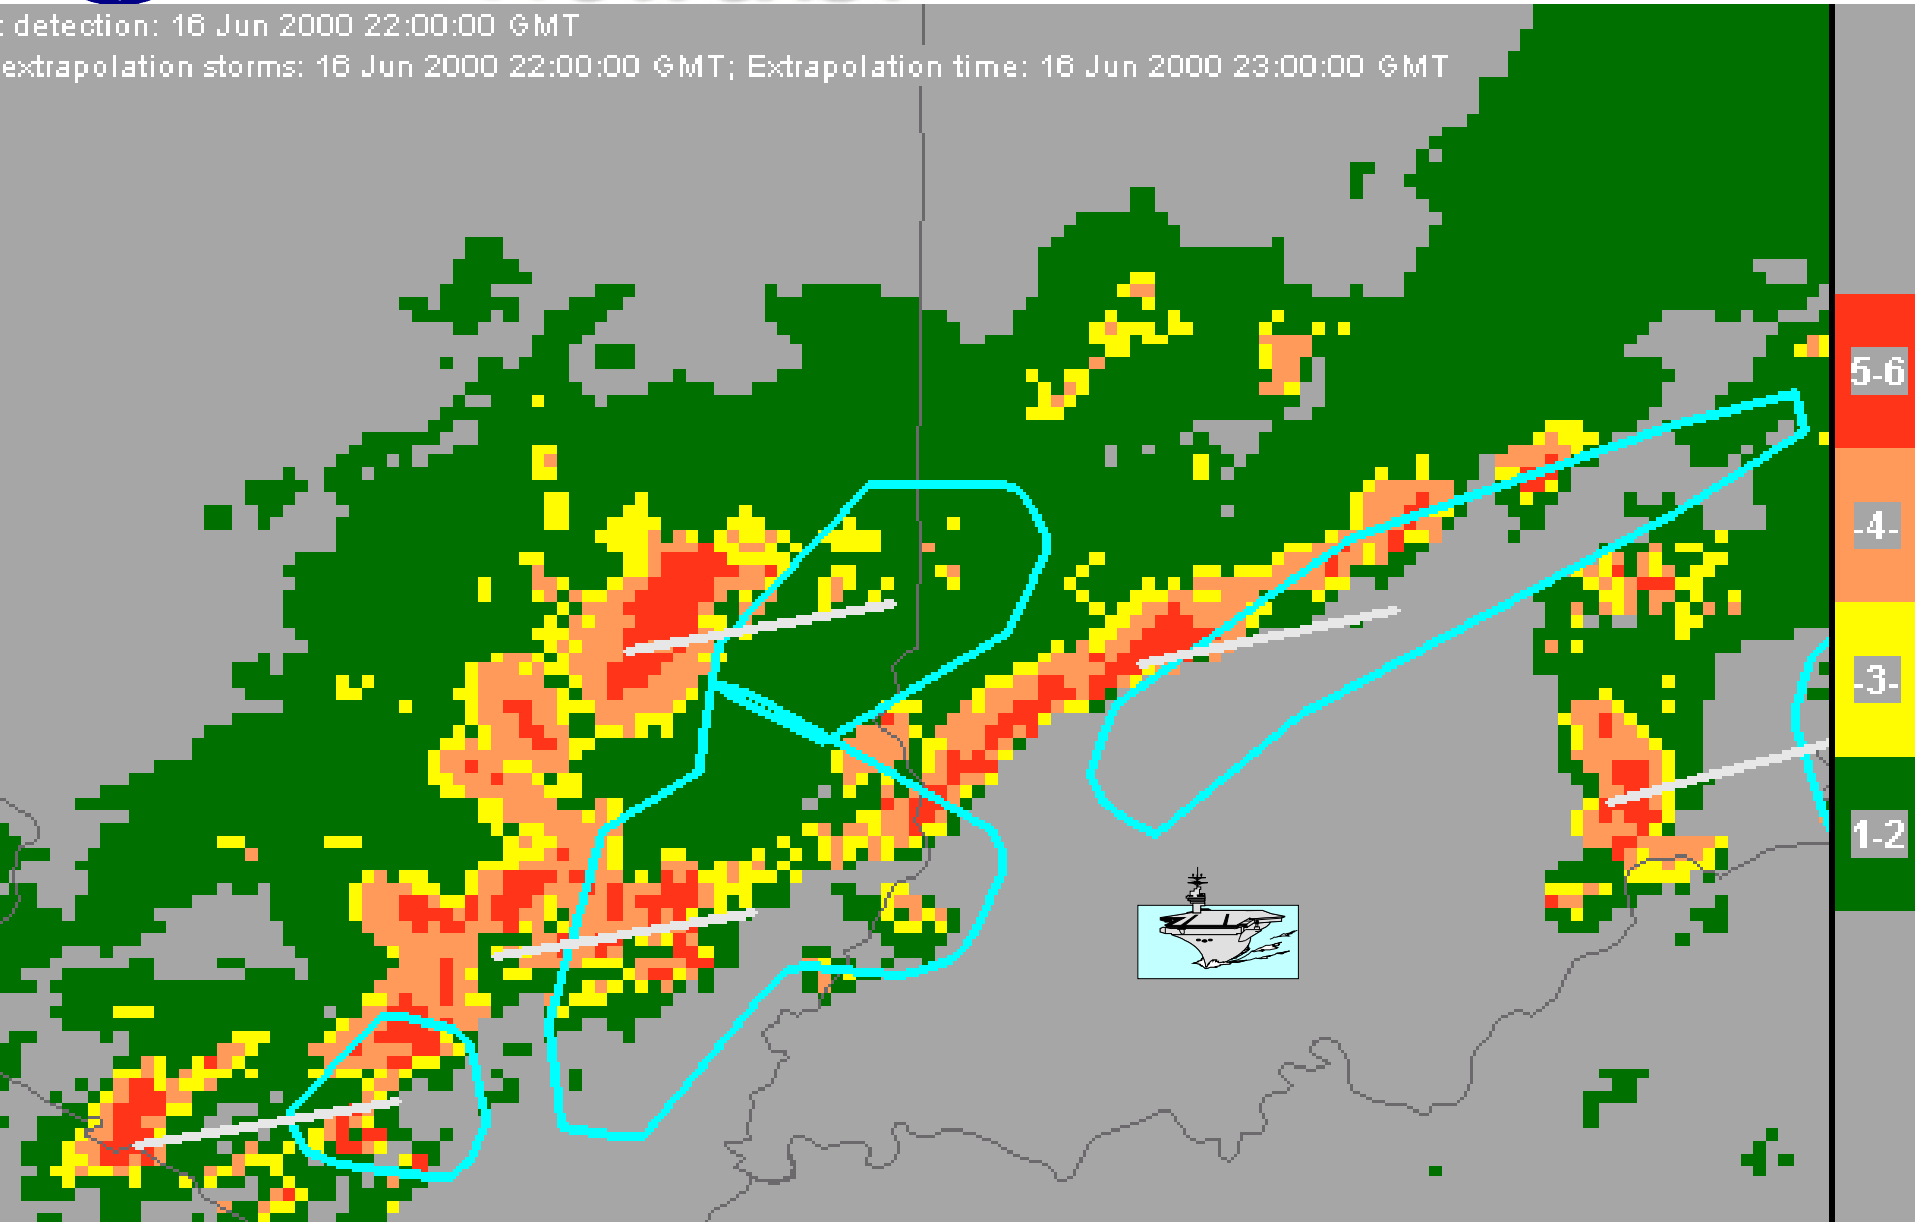 : detection: 16 Jun 2000 22:00:00 GMT
extrapolation storms: 16 Jun 2000 22:00:00 GMT; Extrapolation time: 16 Jun 2000 23:00:00 GMT
5-6
-4-
-3-
1-2